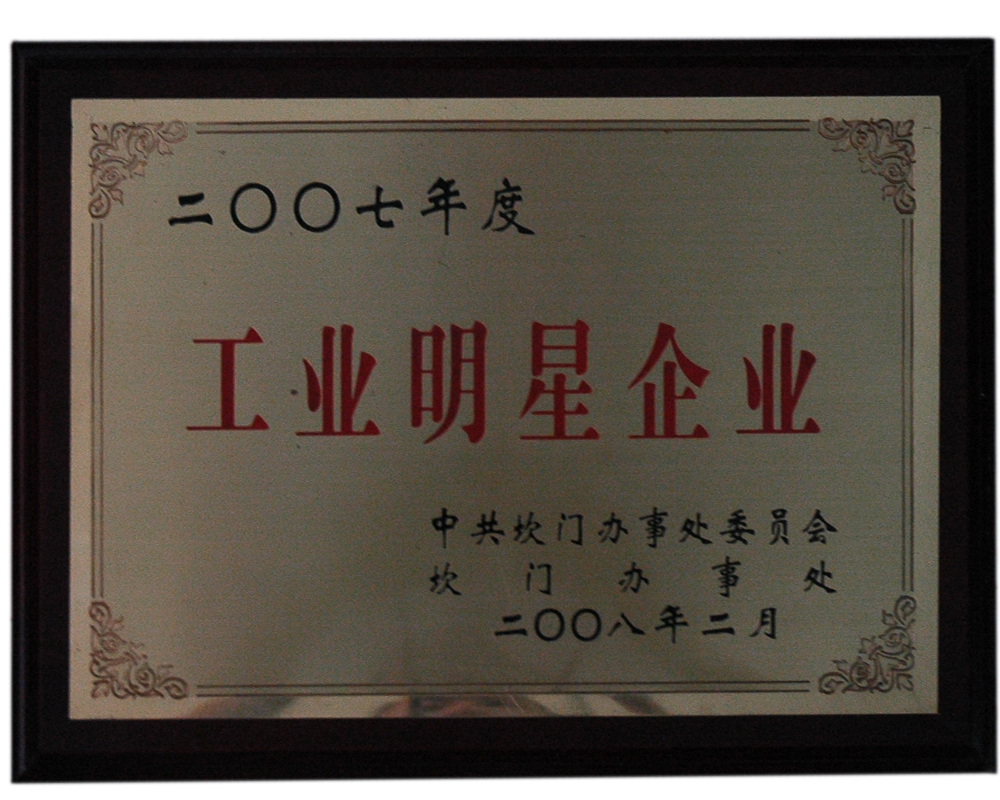 二〇〇七年度
工业明星企业
中共坎门办事处委员会
坎门办事处
二〇〇八年二月